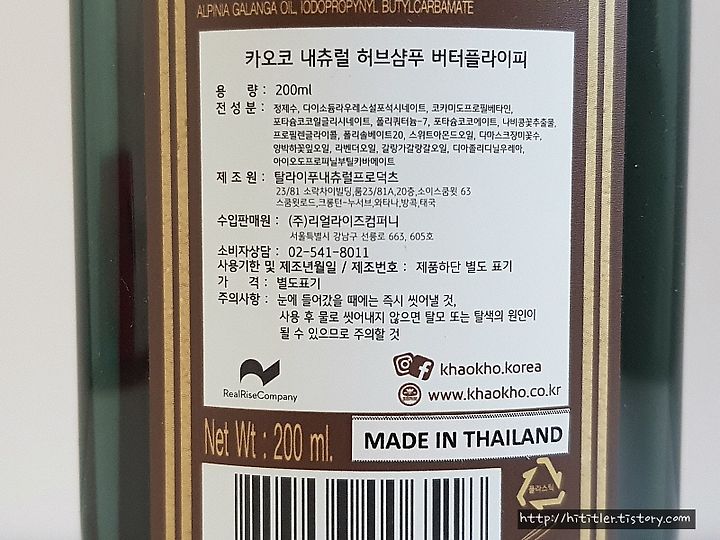 ALPINIA GALANGA OIL, IODOPROPYNYL BUTYLCARBAMATE
카오코 내츄럴 허브샴푸 버터플라이피
용 량 : 200ml
전 성 분 : 정제수, 다이소듐라우레스설포석시네이트, 코카미도프로필베타인,
포타슘코코일글리시네이트, 폴리쿼터늄-7, 포타슘코코에이트, 나비콩꽃추출물,
프로필렌글라이콜, 폴리솔베이트20, 스위트아몬드오일, 디마스크장미꽃수,
양박하꽃잎오일, 라벤더오일, 갈랑가갈랑갈오일, 디아졸리디닐우레아,
아이오도프로피닐부틸카바메이트
제 조 원 : 탈라이푸내츄럴프로덕츠
23/81 소락차이빌딩,룸23/81A,20층,소이스쿰윗 63
스쿰윗로드,크롱턴-누서브,와타나,방콕,태국
수입판매원 : (주)리얼라이즈컴퍼니
서울특별시 강남구 선릉로 663, 605호
소비자상담 : 02-541-8011
사용기한 및 제조년월일 / 제조번호 : 제품하단 별도 표기
가 격 : 별도표기
주의사항 : 눈에 들어갔을 때에는 즉시 씻어낼 것,
사용 후 물로 씻어내지 않으면 탈모 또는 탈색의 원인이
될 수 있으므로 주의할 것
khaokho.korea
RealRiseCompany
www.khaokho.co.kr
Net Wt : 200 ml.
MADE IN THAILAND
플라스틱
http://hititler.tistory.com